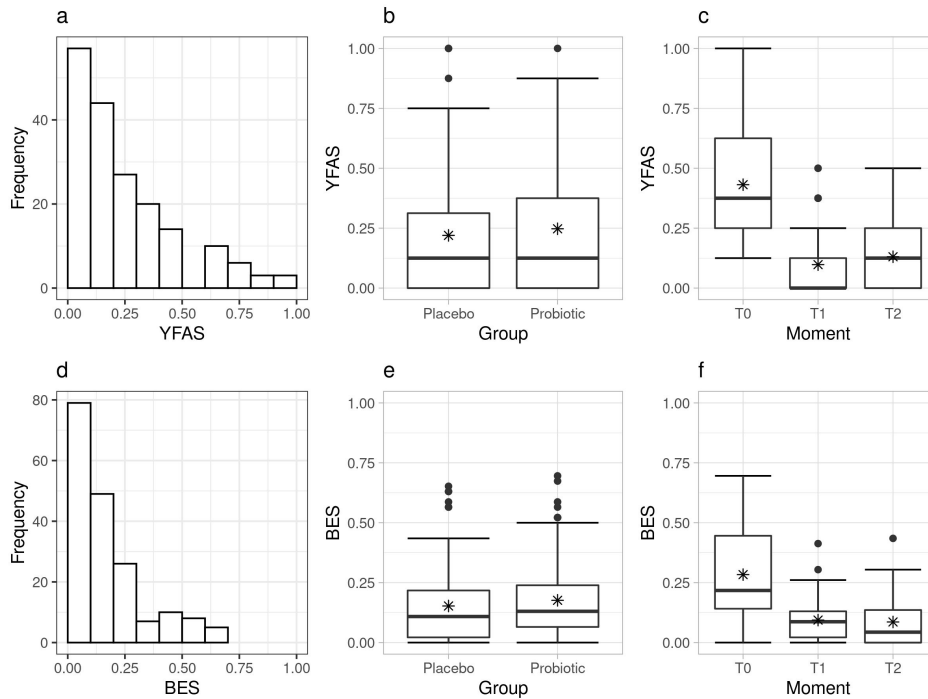 a
Frequency
40
20
0
0.00 0.25 0.50 0.75 1.00
YFAS
b
YFAS
1.00
0.75
0.50
0.25
0.00
Placebo Probiotic
Group
c
YFAS
1.00
0.75
0.50
0.25
0.00
T0 T1 T2
Moment
d
Frequency
80
60
40
20
0
0.00 0.25 0.50 0.75 1.00
BES
e
BES
1.00
0.75
0.50
0.25
0.00
Placebo Probiotic
Group
f
BES
1.00
0.75
0.50
0.25
0.00
T0 T1 T2
Moment